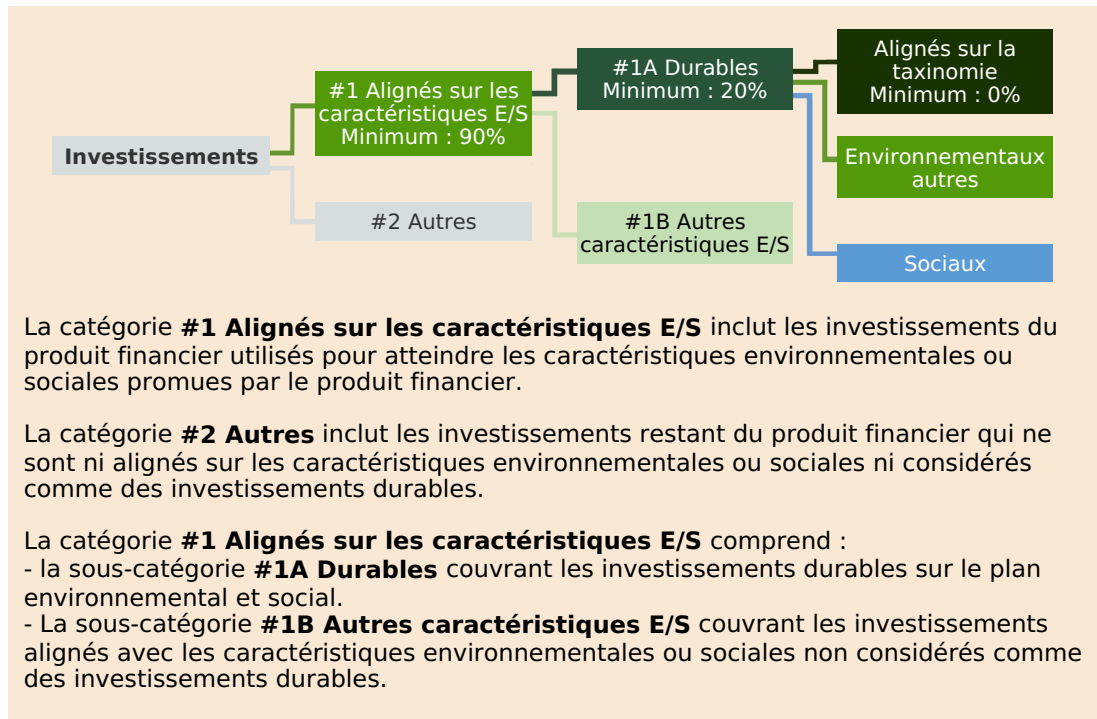 Investissements
#1 Alignés sur les
caractéristiques E/S
Minimum : 90%
#2 Autres
#1A Durables
Minimum : 20%
#1B Autres
caractéristiques E/S
Alignés sur la
taxinomie
Minimum : 0%
Environnementaux
autres
Sociaux
La catégorie #1 Alignés sur les caractéristiques E/S inclut les investissements du
produit financier utilisés pour atteindre les caractéristiques environnementales ou
sociales promues par le produit financier.
La catégorie #2 Autres inclut les investissements restant du produit financier qui ne
sont ni alignés sur les caractéristiques environnementales ou sociales ni considérés
comme des investissements durables.
La catégorie #1 Alignés sur les caractéristiques E/S comprend :
- la sous-catégorie #1A Durables couvrant les investissements durables sur le plan
environnemental et social.
- La sous-catégorie #1B Autres caractéristiques E/S couvrant les investissements
alignés avec les caractéristiques environnementales ou sociales non considérés comme
des investissements durables.